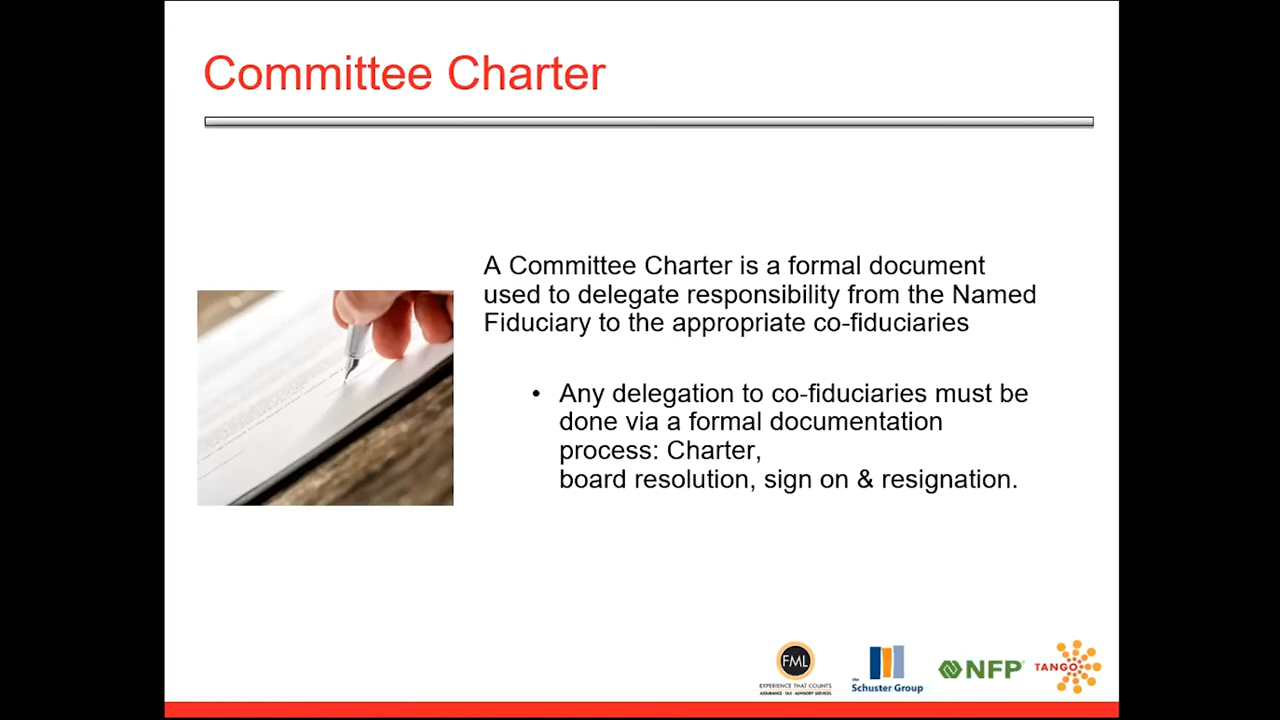 Committee Charter
A Committee Charter is a formal document
used to delegate responsibility from the Named
Fiduciary to the appropriate co-fiduciaries
• Any delegation to co-fiduciaries must be
done via a formal documentation
process: Charter,
board resolution, sign on & resignation.
FML
EXPERIENCE THAT COUNTS
ASSURANCE · TAX · ADVISORY SERVICES
the
Schuster Group
NFP
TANGO